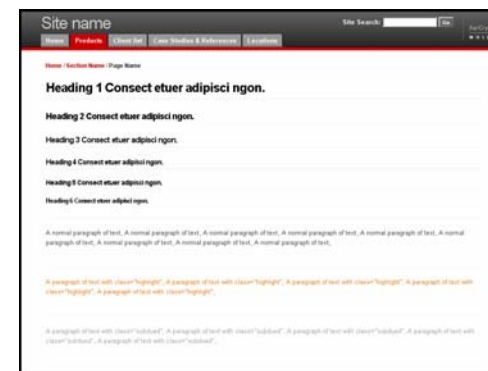 Site name
Site Search: Go
Home Products Client list Case Studies & References Locations
Home / Section Name / Page Name
Heading 1 Consect etuer adipisci ngon.
Heading 2 Consect etuer adipisci ngon.
Heading 3 Consect etuer adipisci ngon.
Heading 4 Consect etuer adipisci ngon.
Heading 5 Consect etuer adipisci ngon.
Heading 6 Consect etuer adipisci ngon.
A normal paragraph of text, A normal paragraph of text, A normal paragraph of text, A normal paragraph of text, A normal paragraph of text, A normal
paragraph of text, A normal paragraph of text, A normal paragraph of text, A normal paragraph of text,
A paragraph of text with class="highlight", A paragraph of text with class="highlight", A paragraph of text with class="highlight", A paragraph of text with
class="highlight", A paragraph of text with class="highlight",
A paragraph of text with class="subdued", A paragraph of text with class="subdued", A paragraph of text with class="subdued", A paragraph of text with
class="subdued", A paragraph of text with class="subdued",